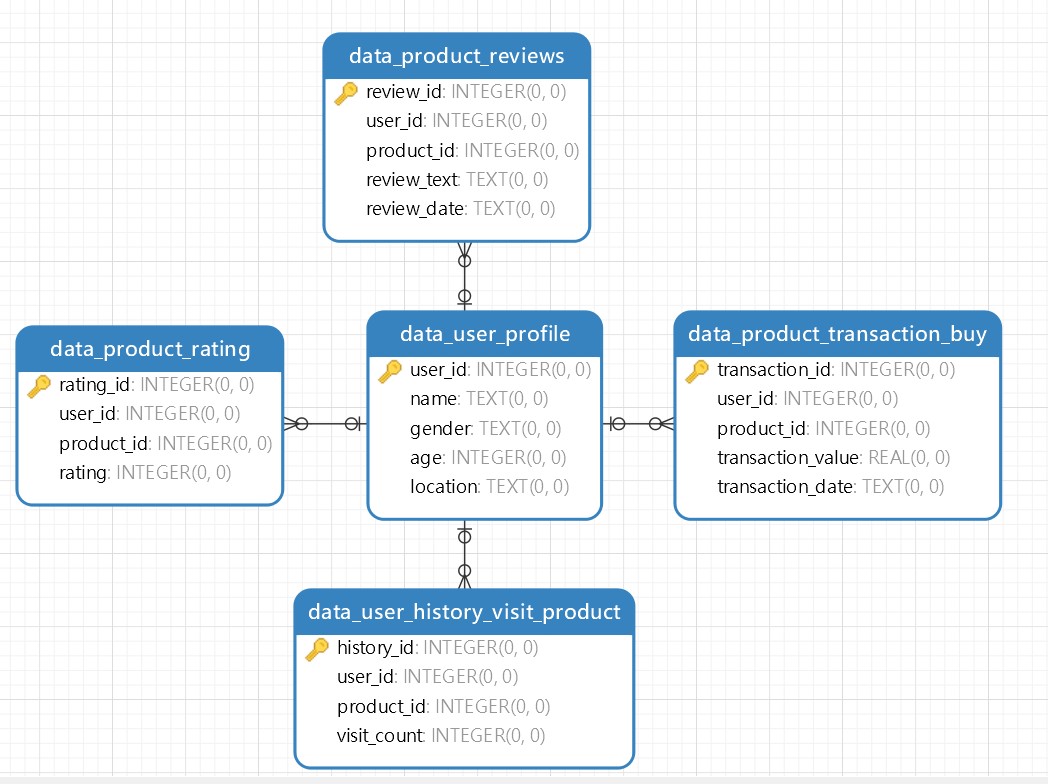 data_product_reviews
review_id: INTEGER(0, 0)
user_id: INTEGER(0, 0)
product_id: INTEGER(0, 0)
review_text: TEXT(0, 0)
review_date: TEXT(0, 0)
data_product_rating
rating_id: INTEGER(0, 0)
user_id: INTEGER(0, 0)
product_id: INTEGER(0, 0)
rating: INTEGER(0, 0)
data_user_profile
user_id: INTEGER(0, 0)
name: TEXT(0, 0)
gender: TEXT(0, 0)
age: INTEGER(0, 0)
location: TEXT(0, 0)
data_product_transaction_buy
transaction_id: INTEGER(0, 0)
user_id: INTEGER(0, 0)
product_id: INTEGER(0, 0)
transaction_value: REAL(0, 0)
transaction_date: TEXT(0, 0)
data_user_history_visit_product
history_id: INTEGER(0, 0)
user_id: INTEGER(0, 0)
product_id: INTEGER(0, 0)
visit_count: INTEGER(0, 0)